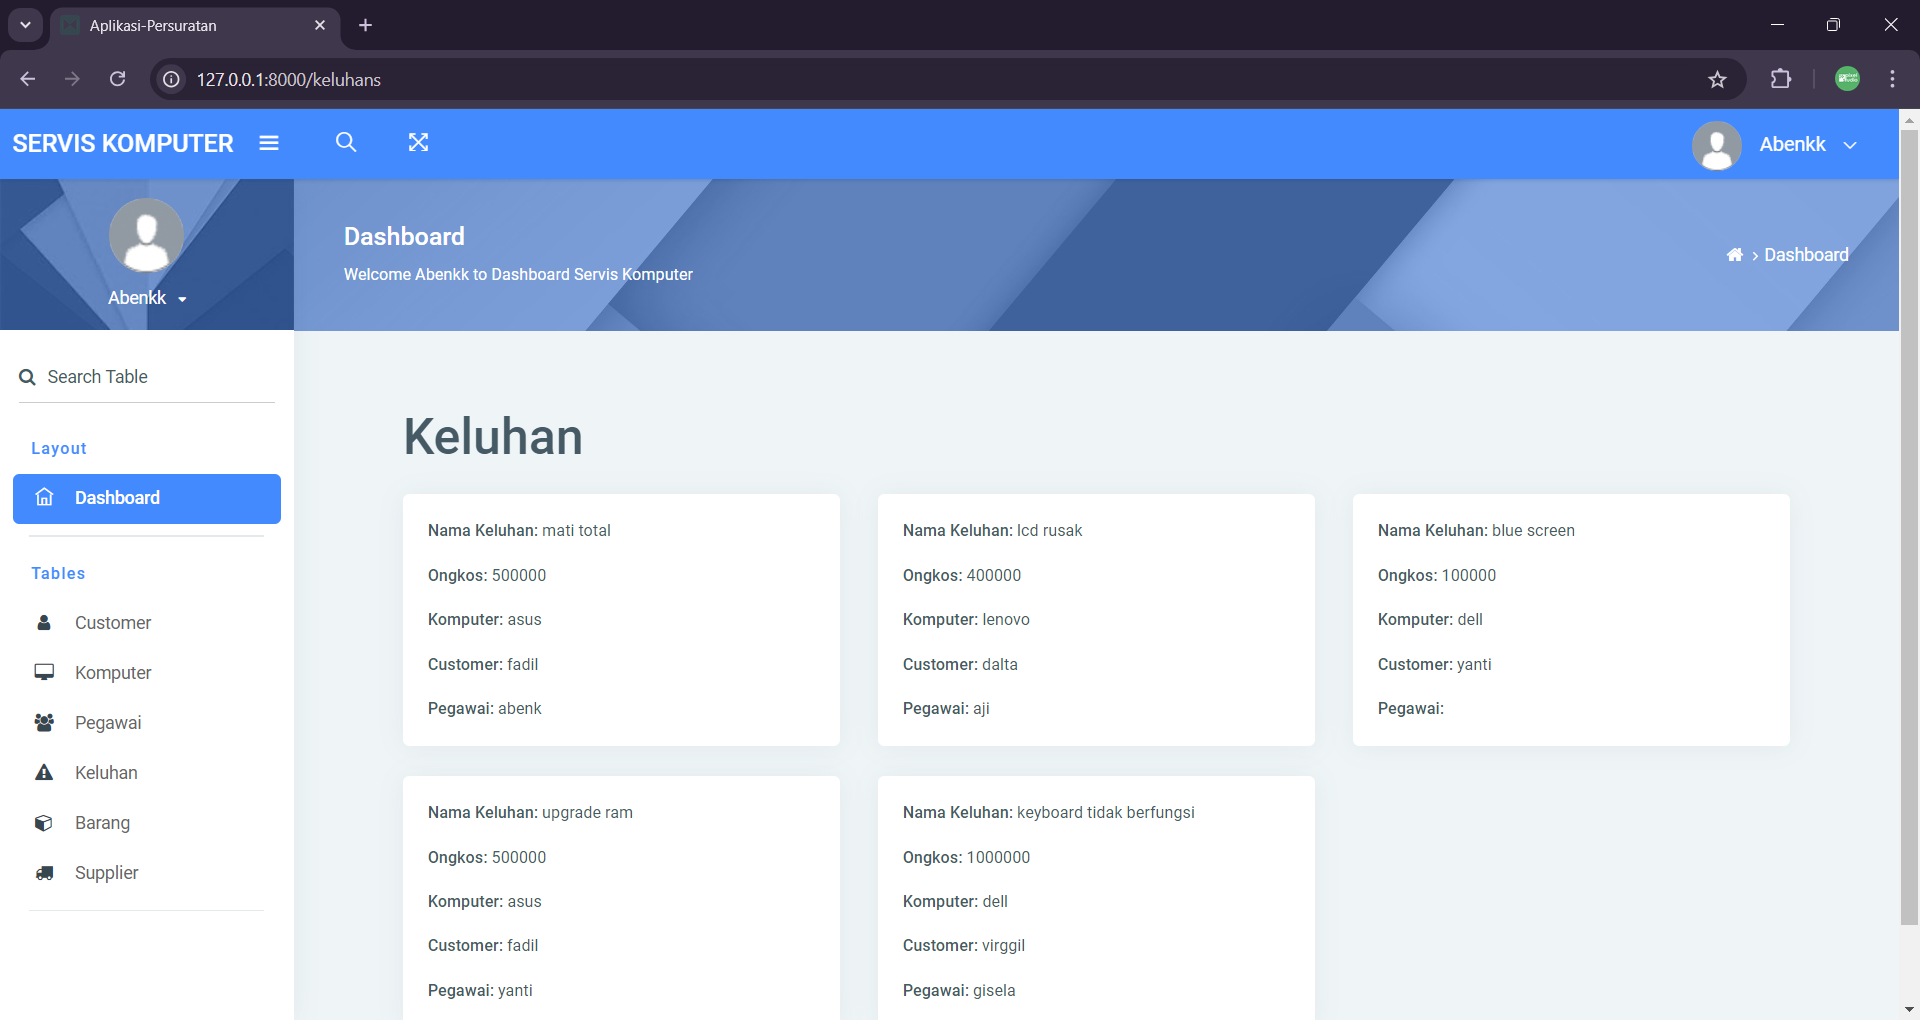 Aplikasi-Persuratan
127.0.0.1:8000/keluhans
SERVIS KOMPUTER
Abenkk
Abenkk
Dashboard
Welcome Abenkk to Dashboard Servis Komputer
› Dashboard
Search Table
Layout
Dashboard
Tables
Customer
Komputer
Pegawai
Keluhan
Barang
Supplier
Keluhan
Nama Keluhan: mati total
Ongkos: 500000
Komputer: asus
Customer: fadil
Pegawai: abenk
Nama Keluhan: lcd rusak
Ongkos: 400000
Komputer: lenovo
Customer: dalta
Pegawai: aji
Nama Keluhan: blue screen
Ongkos: 100000
Komputer: dell
Customer: yanti
Pegawai:
Nama Keluhan: upgrade ram
Ongkos: 500000
Komputer: asus
Customer: fadil
Pegawai: yanti
Nama Keluhan: keyboard tidak berfungsi
Ongkos: 1000000
Komputer: dell
Customer: virggil
Pegawai: gisela